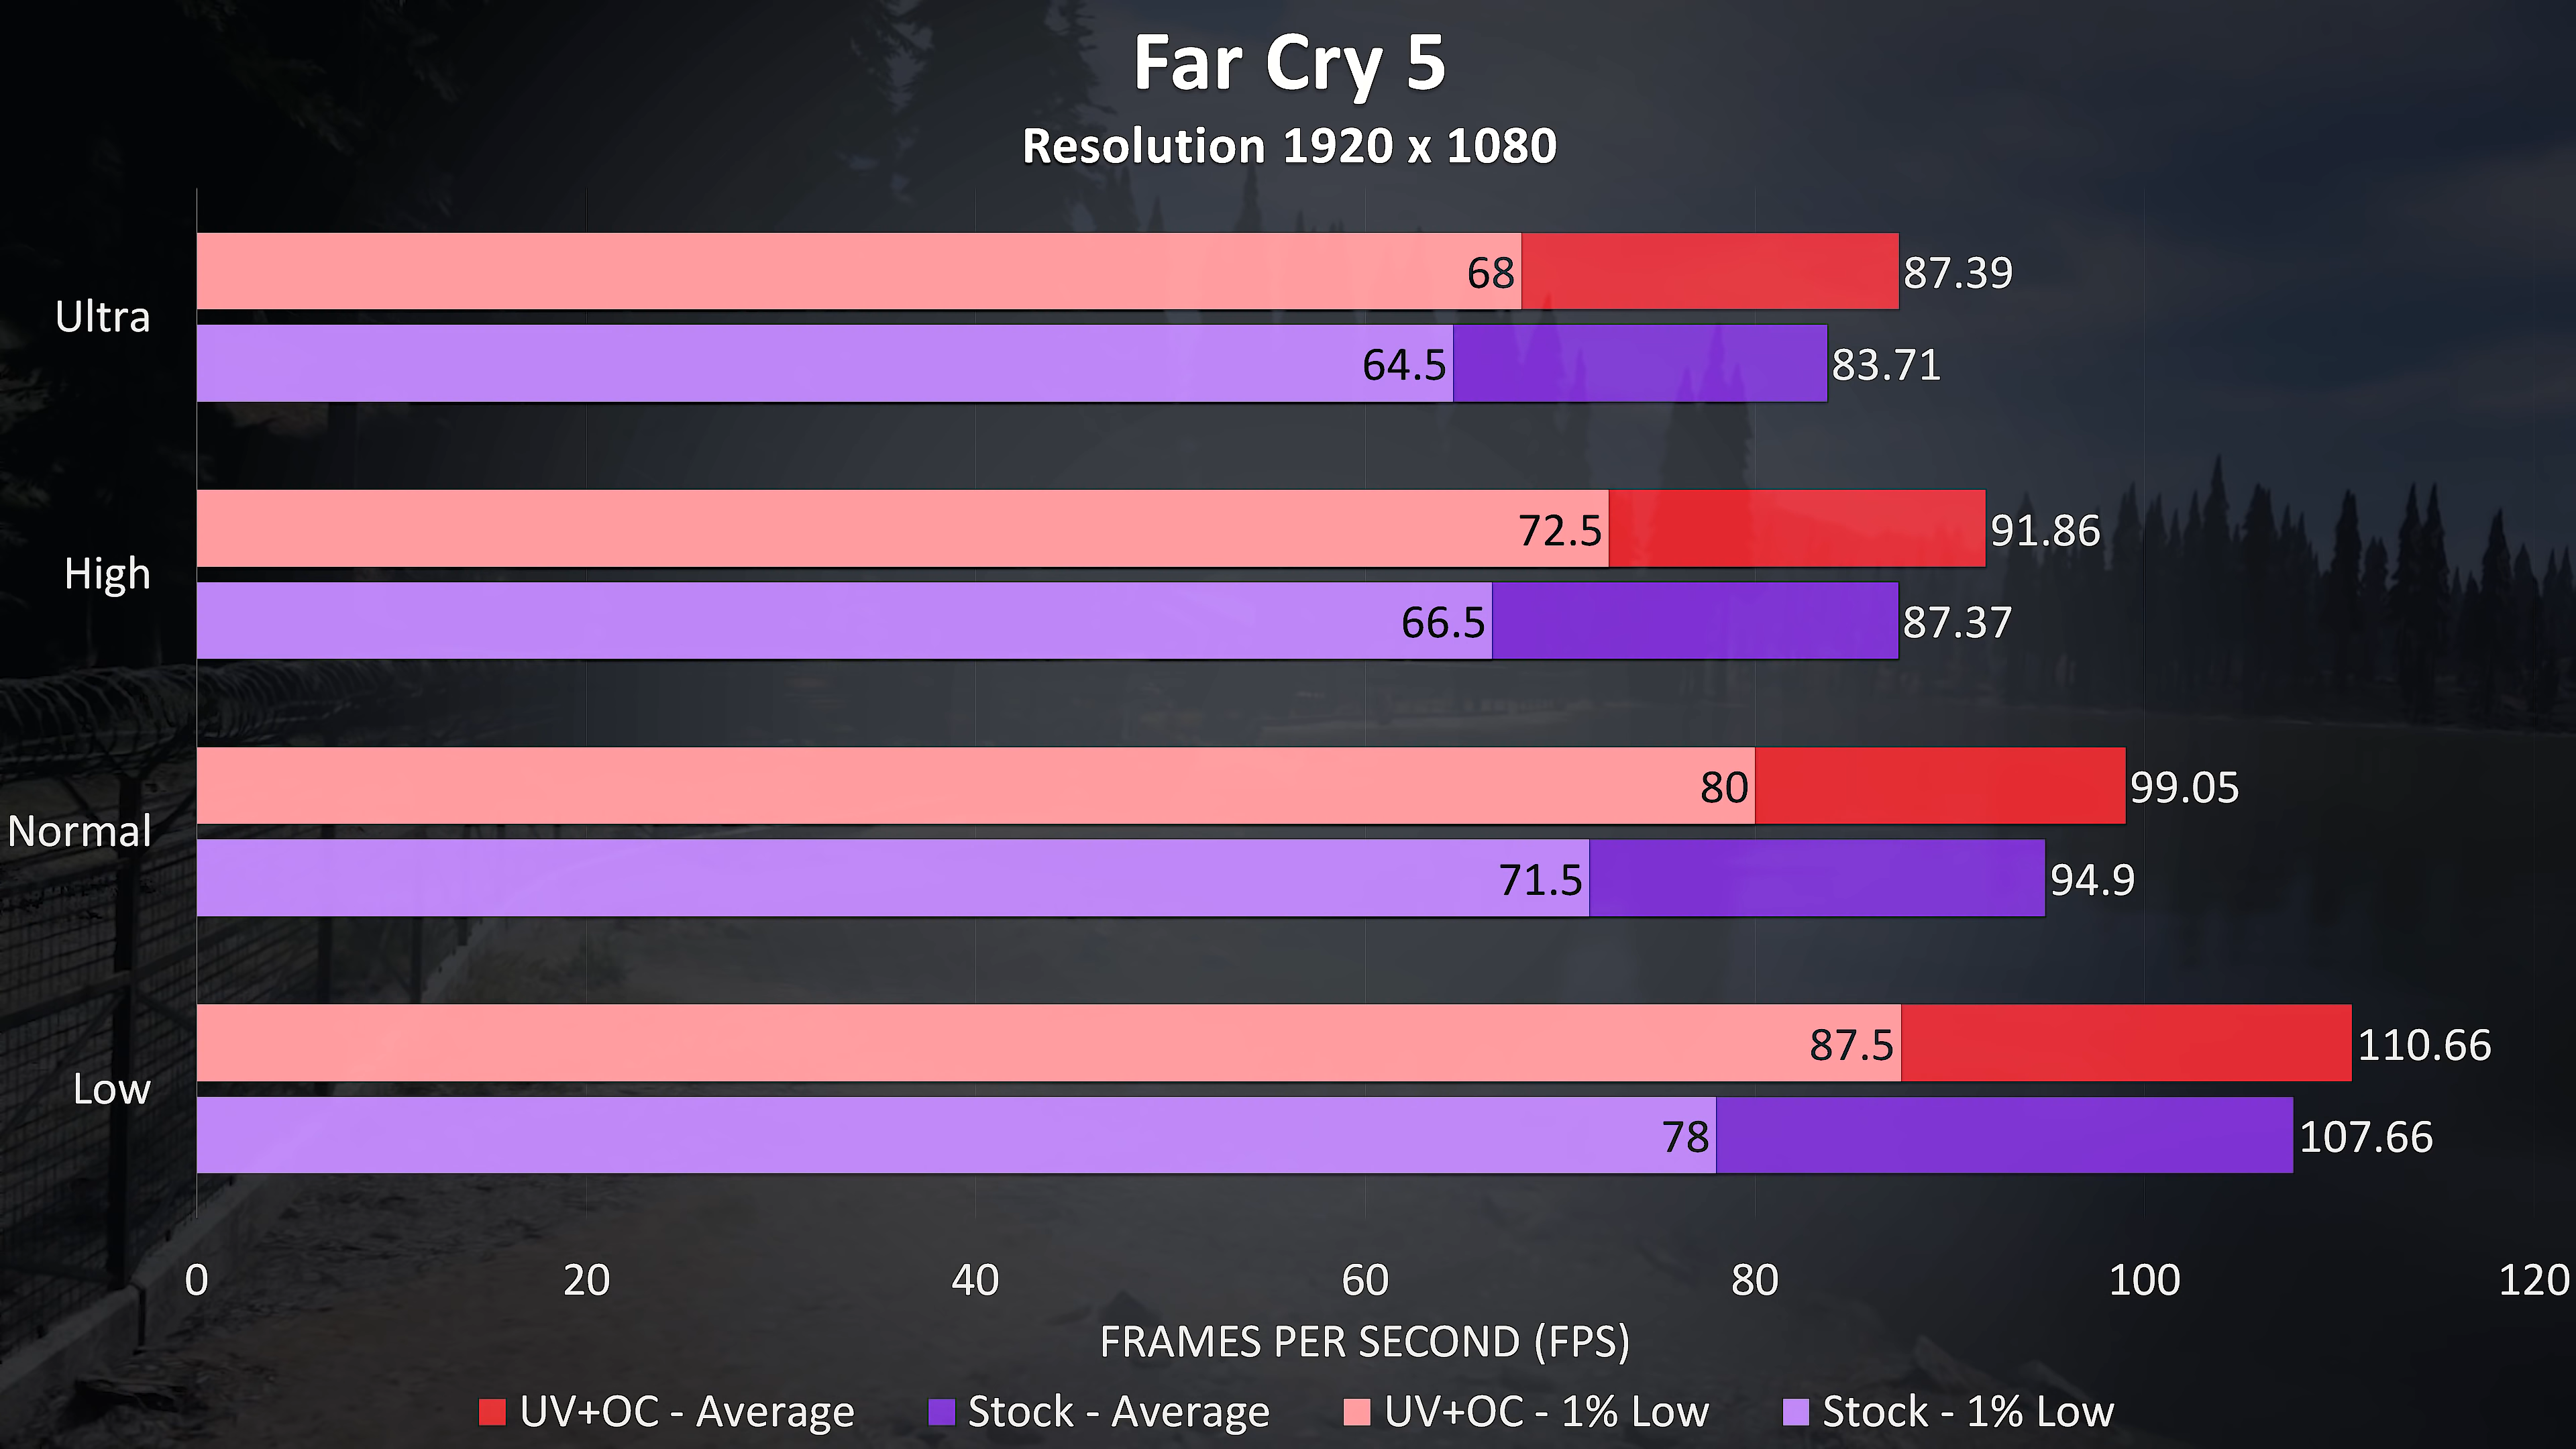 Far Cry 5
Resolution 1920 x 1080
68 87.39
Ultra
64.5 83.71
72.5 91.86
High
66.5 87.37
80 99.05
Normal
71.5 94.9
87.5 110.66
Low
78 107.66
0 20 40 60 80 100 120
FRAMES PER SECOND (FPS)
UV+OC - Average Stock - Average UV+OC - 1% Low Stock - 1% Low